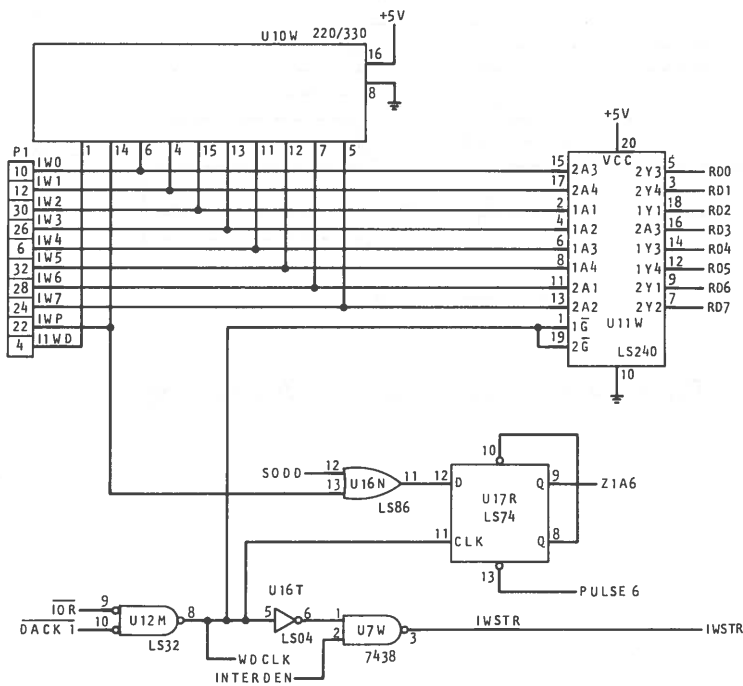 +5V
U10W 220/330
16
8
+5V
20
P1
1 14 6 4 15 13 11 12 7 5
10 IW0 15 2A3 VCC 2Y3 5 RD0
12 IW1 17 2A4 2Y4 3 RD1
30 IW2 2 1A1 1Y1 18 RD2
26 IW3 4 1A2 2A3 16 RD3
6 IW4 6 1A3 1Y3 14 RD4
32 IW5 8 1A4 1Y4 12 RD5
28 IW6 11 2A1 2Y1 9 RD6
24 IW7 13 2A2 2Y2 7 RD7
22 IWP 1 1G̅ U11W
4 I1WD 19 2G̅ LS240
10
10
SODD 12 U16N 11 12 D Q 9 Z1A6
13 LS86 U17R
LS74
11 CLK Q 8
13 PULSE 6
U16T
I̅O̅R̅ 9 U12M 8 5 6 1 U7W 3 IWSTR IWSTR
D̅A̅C̅K̅ ̅1̅ 10 LS32 LS04 2 7438
WDCLK
INTERDEN